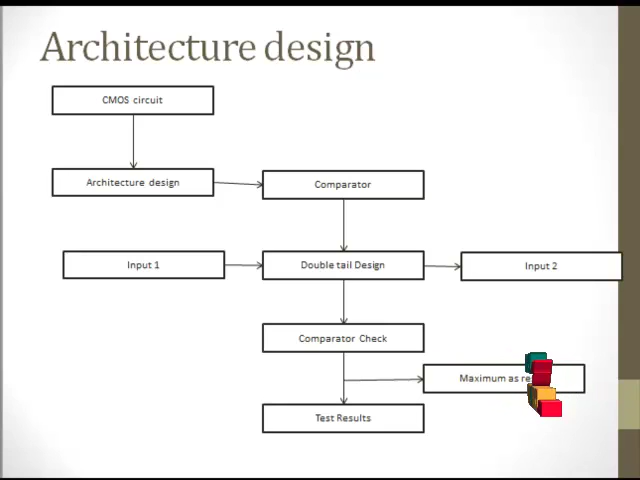 Architecture design
CMOS circuit
Architecture design
Comparator
Input 1
Double tail Design
Input 2
Comparator Check
Maximum as
Test Results